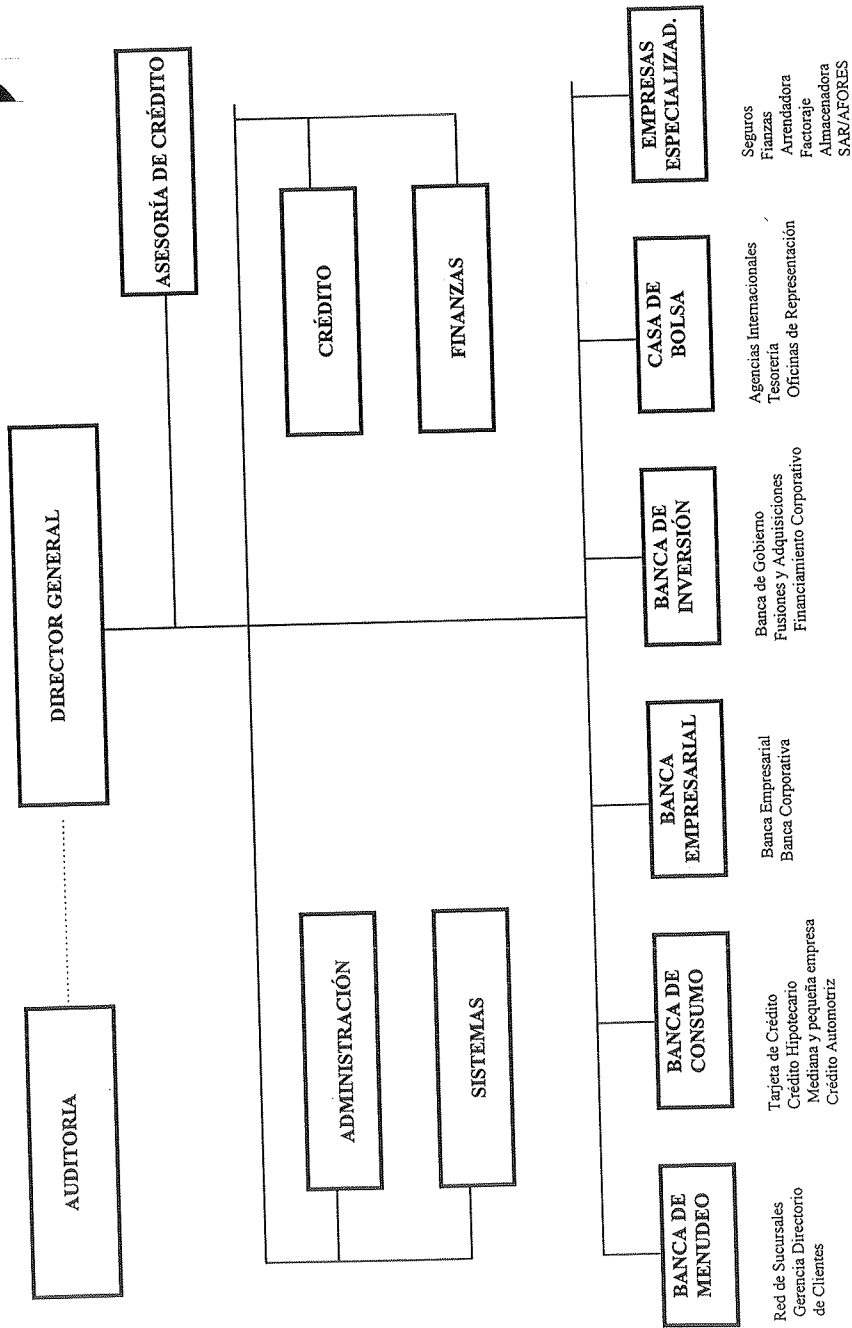 AUDITORIA
DIRECTOR GENERAL
ASESORÍA DE CRÉDITO
ADMINISTRACIÓN
CRÉDITO
SISTEMAS
FINANZAS
BANCA DE
MENUDEO
Red de Sucursales
Gerencia Directorio
de Clientes
BANCA DE
CONSUMO
Tarjeta de Crédito
Crédito Hipotecario
Mediana y pequeña empresa
Crédito Automotriz
BANCA
EMPRESARIAL
Banca Empresarial
Banca Corporativa
BANCA DE
INVERSIÓN
Banca de Gobierno
Fusiones y Adquisiciones
Financiamiento Corporativo
CASA DE
BOLSA
Agencias Internacionales
Tesorería
Oficinas de Representación
EMPRESAS
ESPECIALIZAD.
Seguros
Fianzas
Arrendadora
Factoraje
Almacenadora
SAR/AFORES